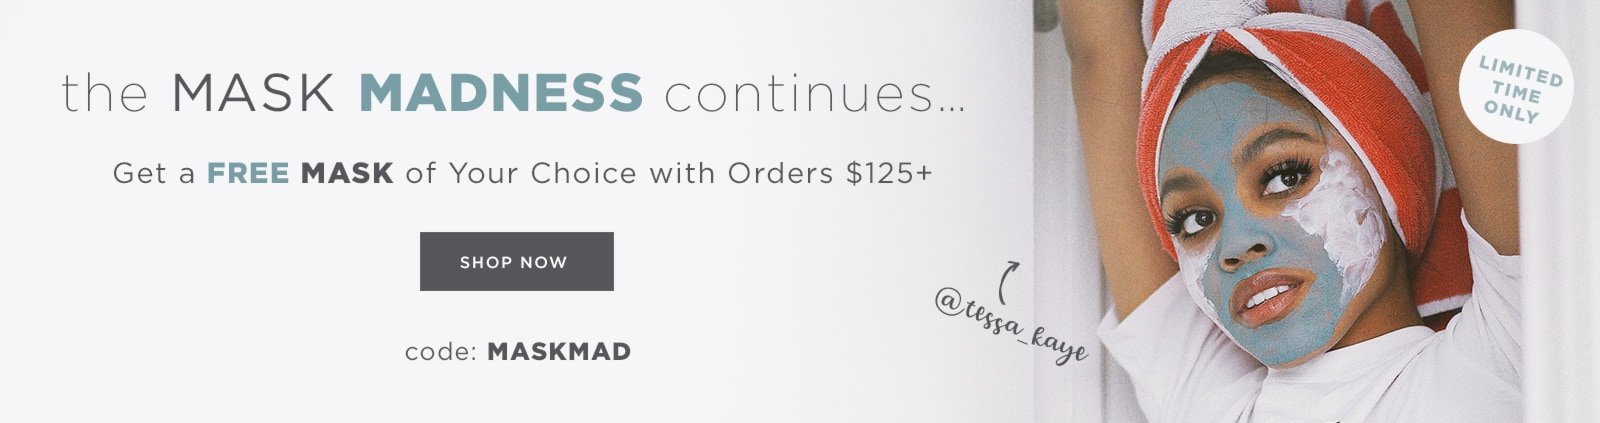 the MASK MADNESS continues...
Get a FREE MASK of Your Choice with Orders $125+
SHOP NOW
code: MASKMAD
@tessa_kaye
LIMITED
TIME
ONLY